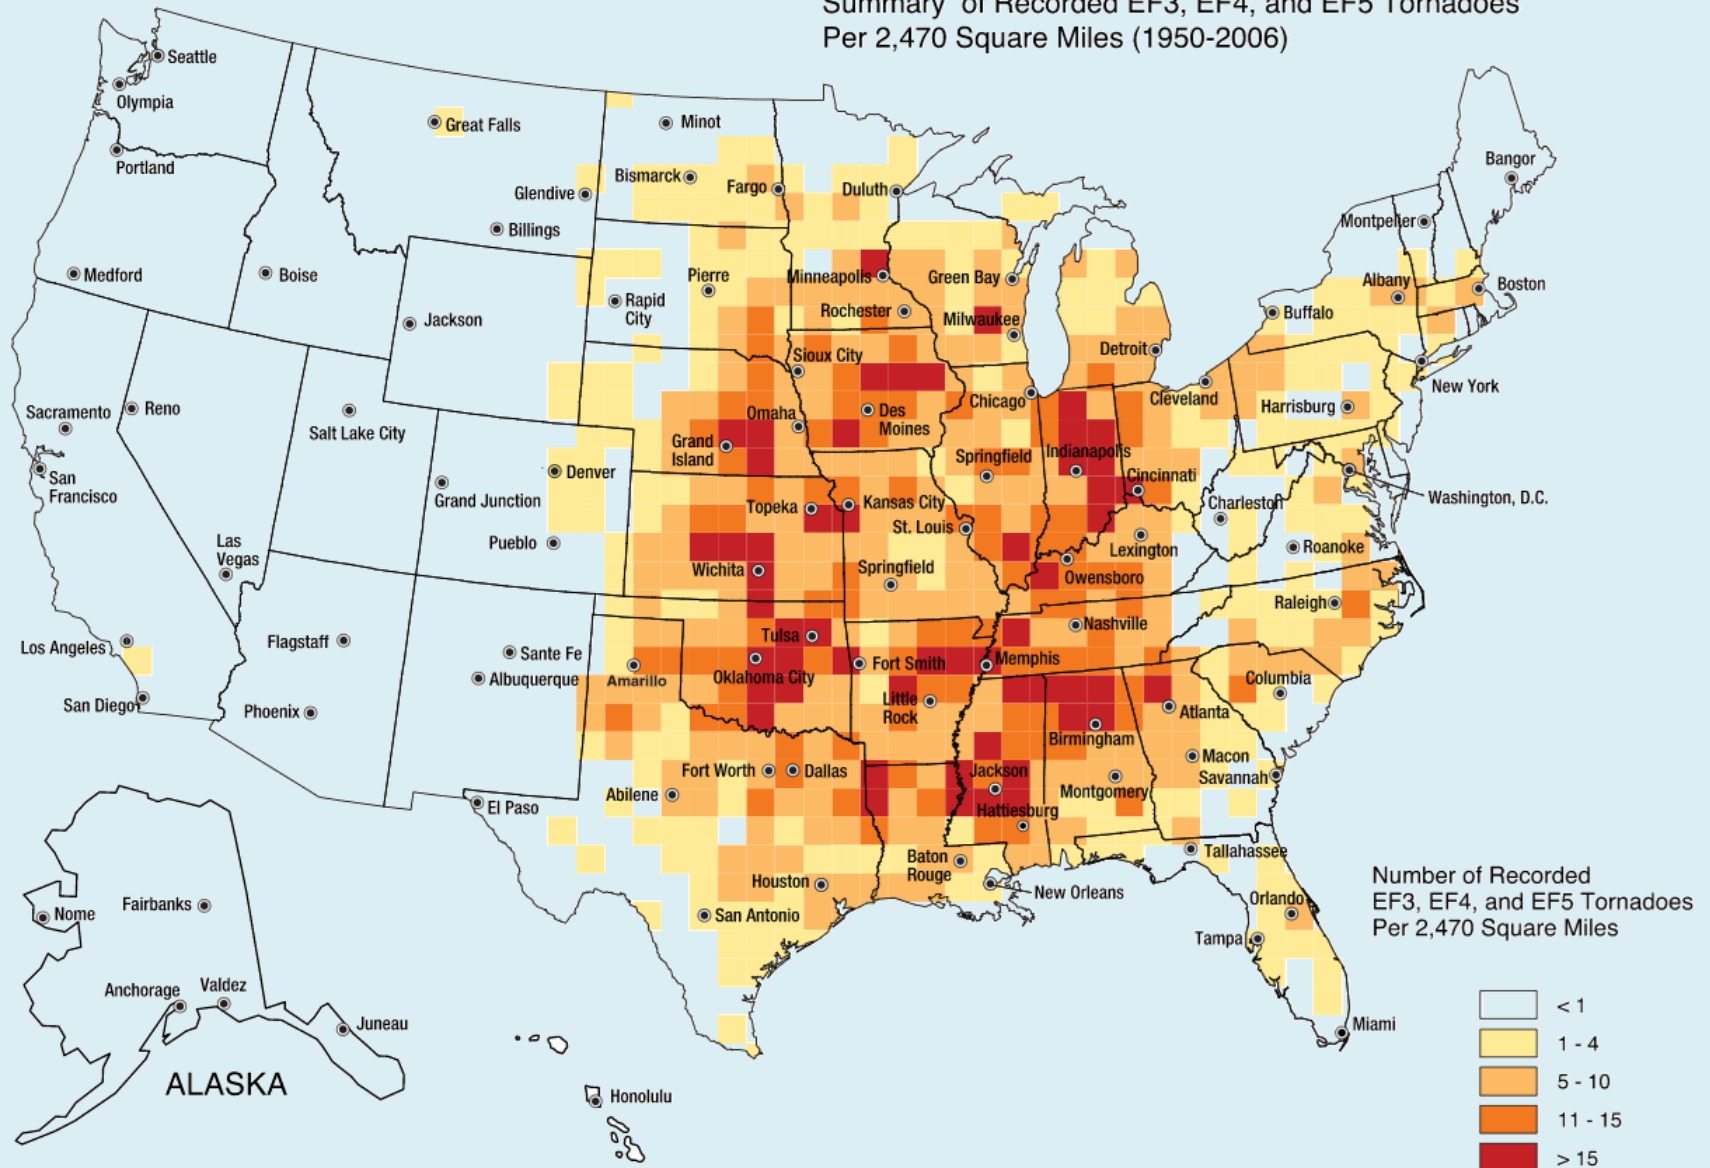 Summary of Recorded EF3, EF4, and EF5 Tornadoes
Per 2,470 Square Miles (1950-2006)
Seattle
Olympia
Portland
Great Falls
Minot
Bangor
Bismarck
Fargo
Duluth
Glendive
Billings
Montpelier
Medford
Boise
Pierre
Minneapolis
Green Bay
Albany
Boston
Jackson
Rapid
City
Rochester
Milwaukee
Buffalo
Detroit
Sioux City
New York
Sacramento
Reno
Salt Lake City
Omaha
Des
Moines
Chicago
Cleveland
Harrisburg
San
Francisco
Denver
Grand
Island
Springfield
Indianapolis
Cincinnati
Grand Junction
Topeka
Kansas City
St. Louis
Charleston
Washington, D.C.
Las
Vegas
Pueblo
Wichita
Springfield
Lexington
Owensboro
Roanoke
Raleigh
Los Angeles
Flagstaff
Sante Fe
Albuquerque
Amarillo
Tulsa
Oklahoma City
Fort Smith
Memphis
Nashville
Columbia
San Diego
Phoenix
Little
Rock
Birmingham
Atlanta
Macon
Savannah
Fort Worth
Dallas
Jackson
Montgomery
El Paso
Abilene
Hattiesburg
Baton
Rouge
Tallahassee
Houston
New Orleans
Orlando
San Antonio
Tampa
Miami
Nome
Fairbanks
Anchorage
Valdez
Juneau
ALASKA
Honolulu
Number of Recorded
EF3, EF4, and EF5 Tornadoes
Per 2,470 Square Miles
< 1
1 - 4
5 - 10
11 - 15
> 15